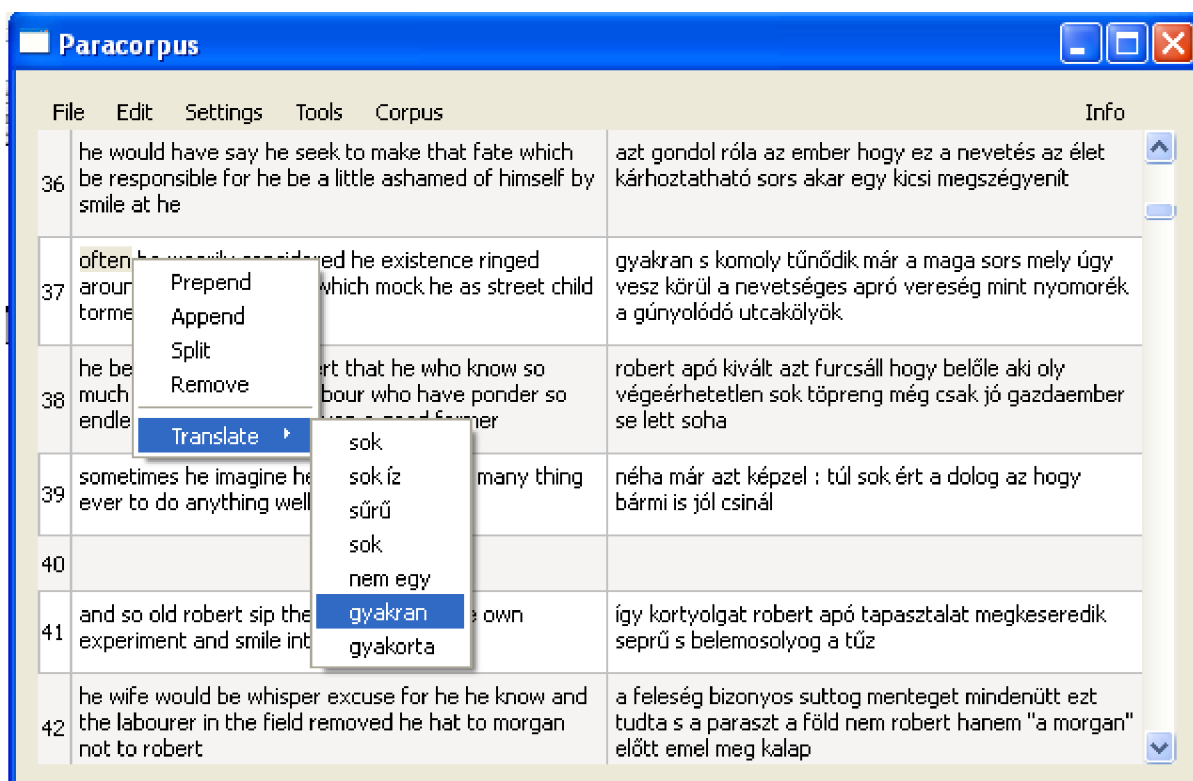 Paracorpus
File Edit Settings Tools Corpus Info
36
he would have say he seek to make that fate which
be responsible for he be a little ashamed of himself by
smile at he
azt gondol róla az ember hogy ez a nevetés az élet
kárhoztatható sors akar egy kicsi megszégyenít
37
often he wearily considered he existence ringed
aroun which mock he as street child
torme
gyakran s komoly tűnődik már a maga sors mely úgy
vesz körül a nevetséges apró vereség mint nyomorék
a gúnyolódó utcakölyök
Prepend
Append
Split
Remove
Translate
sok
sok íz
sűrű
sok
nem egy
gyakran
gyakorta
38
he be rt that he who know so
much bour who have ponder so
endle good farmer
robert apó kivált azt furcsáll hogy belőle aki oly
végeérhetetlen sok töpreng még csak jó gazdaember
se lett soha
39
sometimes he imagine he many thing
ever to do anything well
néha már azt képzel : túl sok ért a dolog az hogy
bármi is jól csinál
40
41
and so old robert sip the own
experiment and smile int
így kortyolgat robert apó tapasztalat megkeseredik
seprű s belemosolyog a tűz
42
he wife would be whisper excuse for he he know and
the labourer in the field removed he hat to morgan
not to robert
a feleség bizonyos suttog menteget mindenütt ezt
tudta s a paraszt a föld nem robert hanem "a morgan"
előtt emel meg kalap